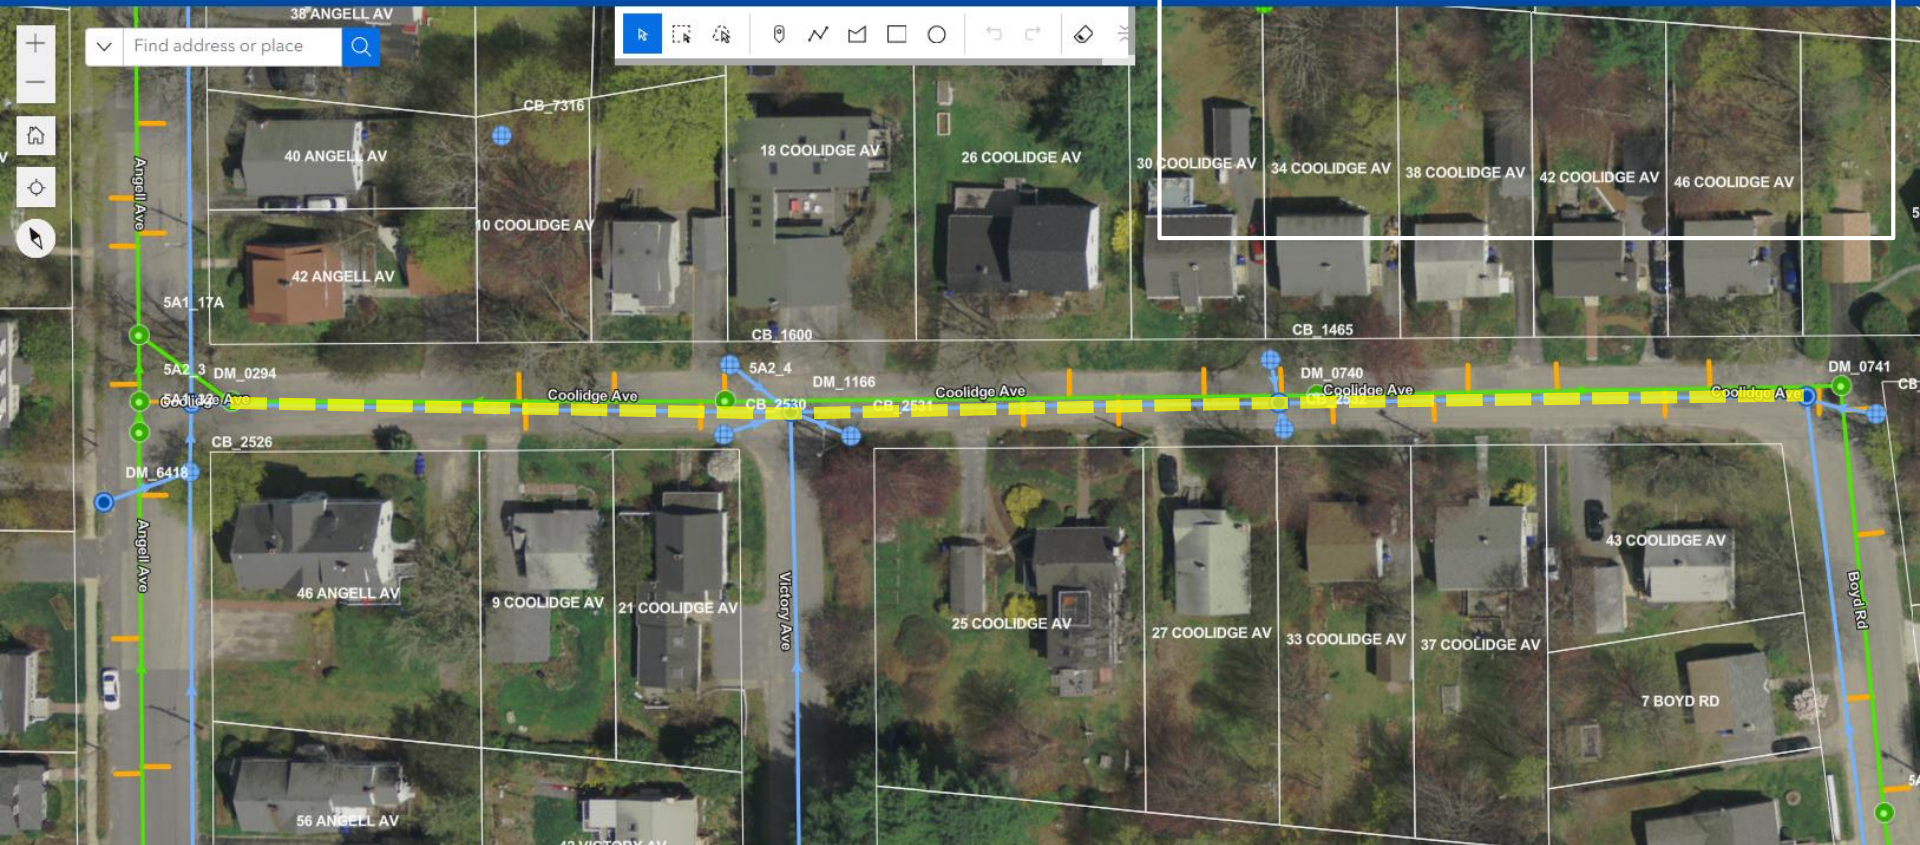 38 ANGELL AV
Find address or place
CB_7316
40 ANGELL AV
18 COOLIDGE AV
26 COOLIDGE AV
30 COOLIDGE AV
34 COOLIDGE AV
38 COOLIDGE AV
42 COOLIDGE AV
46 COOLIDGE AV
Angell Ave
10 COOLIDGE AV
42 ANGELL AV
5A1_17A
CB_1600
CB_1465
5A2_3
DM_0294
5A2_4
DM_1166
DM_0740
DM_0741
Coolidge Ave
Coolidge Ave
Coolidge Ave
Coolidge Ave
Coolidge Ave
CB_2530
CB_2531
CB_2526
DM_6418
Angell Ave
46 ANGELL AV
9 COOLIDGE AV
21 COOLIDGE AV
Victory Ave
25 COOLIDGE AV
27 COOLIDGE AV
33 COOLIDGE AV
37 COOLIDGE AV
43 COOLIDGE AV
Boyd Rd
7 BOYD RD
56 ANGELL AV